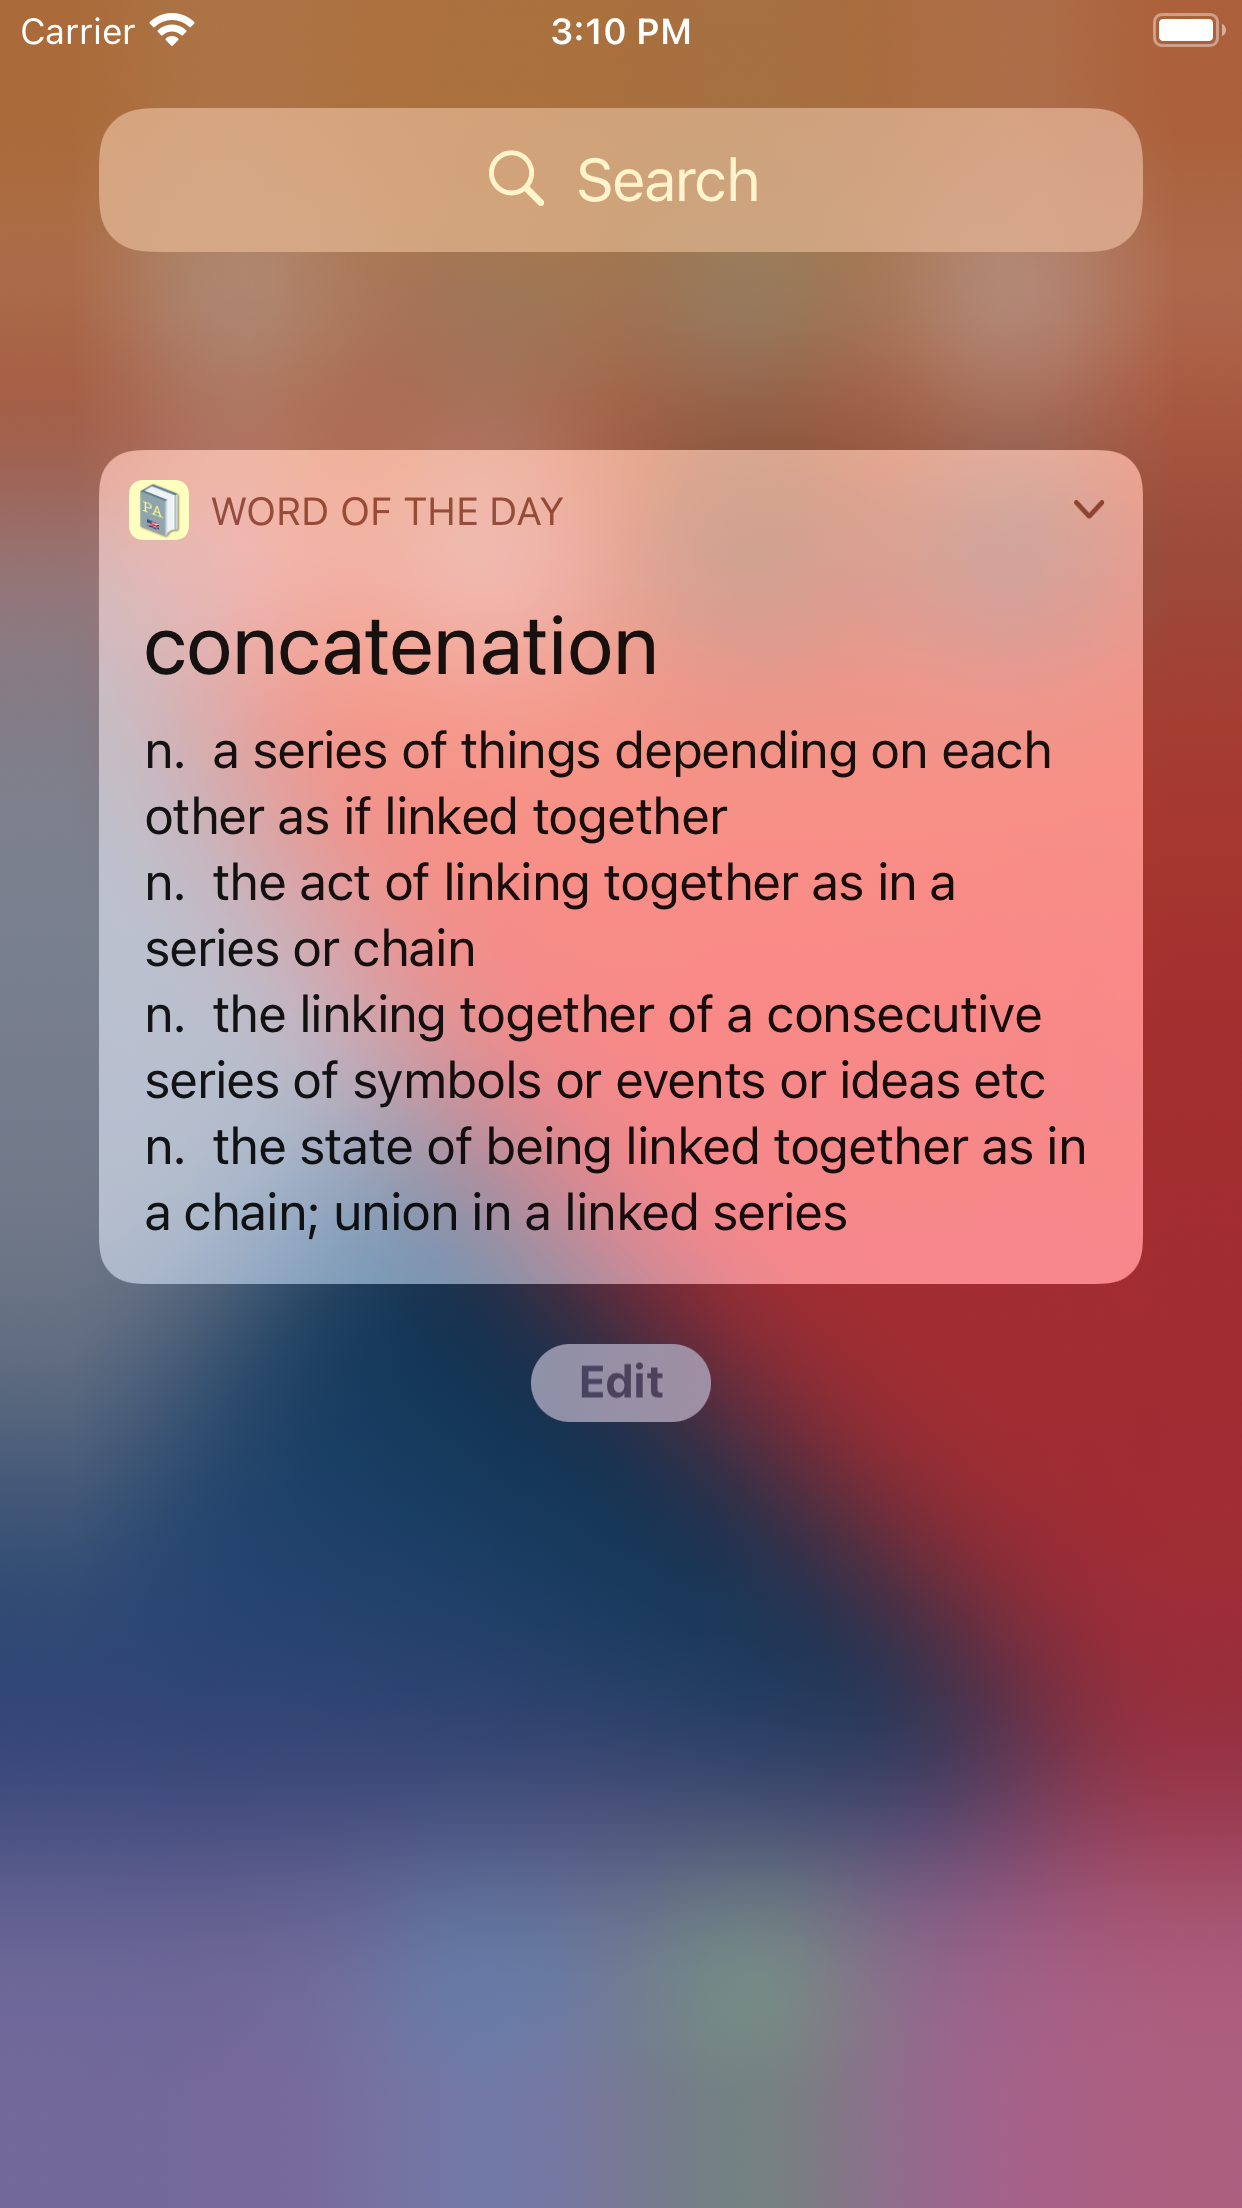 Carrier
3:10 PM
Search
PA
WORD OF THE DAY
concatenation
n.  a series of things depending on each
other as if linked together
n.  the act of linking together as in a
series or chain
n.  the linking together of a consecutive
series of symbols or events or ideas etc
n.  the state of being linked together as in
a chain; union in a linked series
Edit